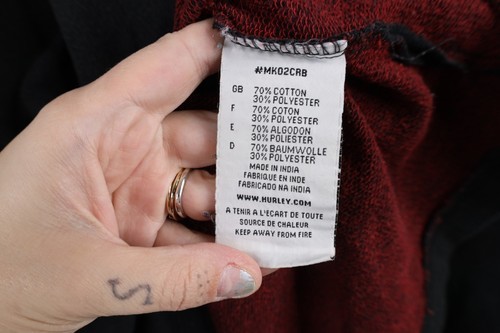 #MK02CRB
GB 70% COTTON
30% POLYESTER
F 70% COTON
30% POLYESTER
E 70% ALGODON
30% POLIESTER
D 70% BAUMWOLLE
30% POLYESTER
MADE IN INDIA
FABRIQUE EN INDE
FABRICADO NA INDIA
WWW.HURLEY.COM
A TENIR A L'ECART DE TOUTE
SOURCE DE CHALEUR
KEEP AWAY FROM FIRE